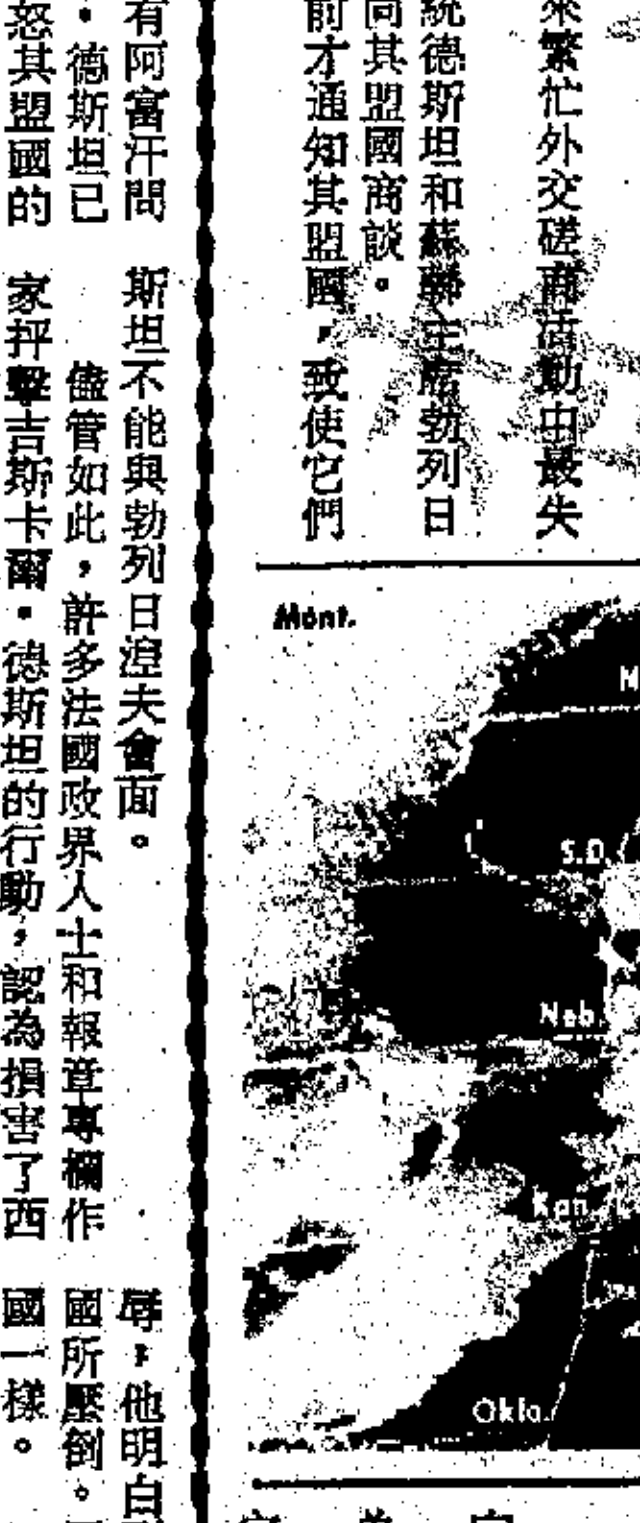 來繁忙外交磋商活動中最失
統德斯坦和蘇聯主席勃列日
同其盟國商談。
前才通知其盟國，致使它們
Mont.
S.D.
Neb.
Kan.
Okla.
有阿富汗問
。德斯坦已
怒其盟國的
斯坦不能與勃列日湼夫會面。
儘管如此，許多法國政界人士和報章專欄作
家抨擊吉斯卡爾．德斯坦的行動，認為損害了西
辱，他明白
國所壓倒。
國一樣。